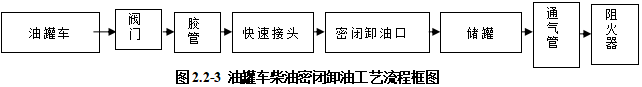 油罐车
阀门
胶管
快速接头
密闭卸油口
储罐
通气管
阻火器
图 2.2-3 油罐车柴油密闭卸油工艺流程框图